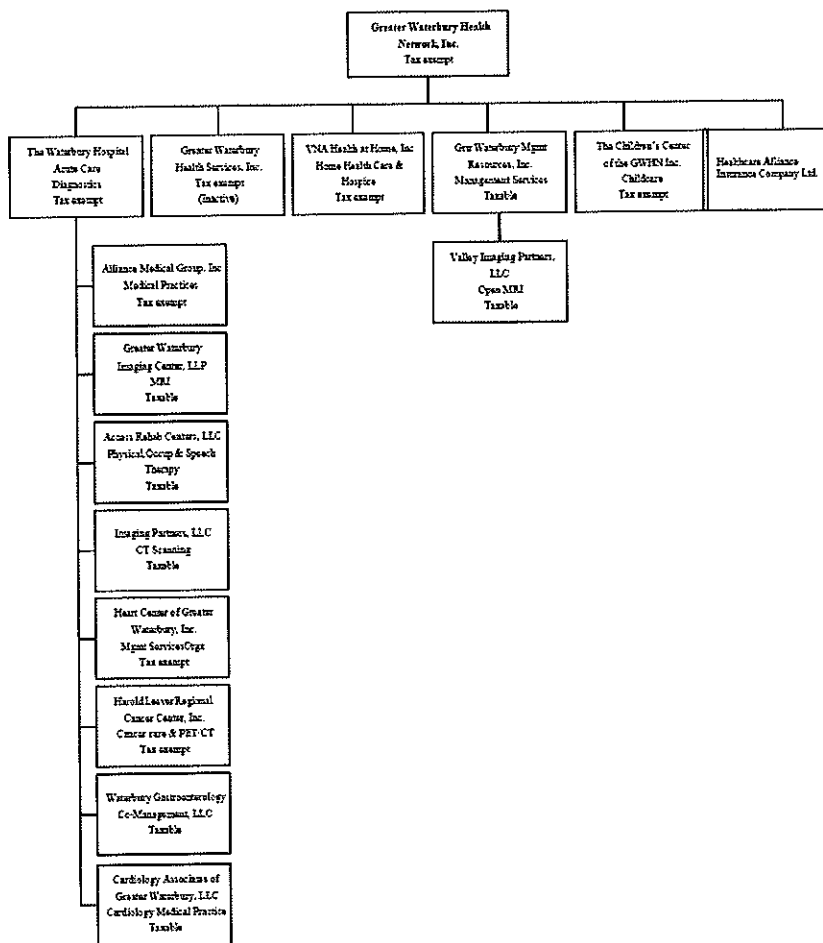 Greater Waterbury Health
Network, Inc.
Tax exempt
The Waterbury Hospital
Acute Care
Diagnostics
Tax exempt
Greater Waterbury
Health Services, Inc.
Tax exempt
(Inactive)
VNA Health at Home, Inc
Home Health Care &
Hospice
Tax exempt
Gtr Waterbury Mgmt
Resources, Inc.
Management Services
Taxable
The Children's Center
of the GWHN Inc.
Childcare
Tax exempt
Healthcare Alliance
Insurance Company Ltd.
Alliance Medical Group, Inc
Medical Practices
Tax exempt
Valley Imaging Partners,
LLC
Open MRI
Taxable
Greater Waterbury
Imaging Center, LLP
MRI
Taxable
Access Rehab Centers, LLC
Physical, Occup & Speech
Therapy
Taxable
Imaging Partners, LLC
CT Scanning
Taxable
Heart Center of Greater
Waterbury, Inc.
Mgmt Services Orgz
Tax exempt
Harold Leever Regional
Cancer Center, Inc.
Cancer care & PET/CT
Tax exempt
Waterbury Gastroenterology
Co-Management, LLC
Taxable
Cardiology Associates of
Greater Waterbury, LLC
Cardiology Medical Practice
Taxable